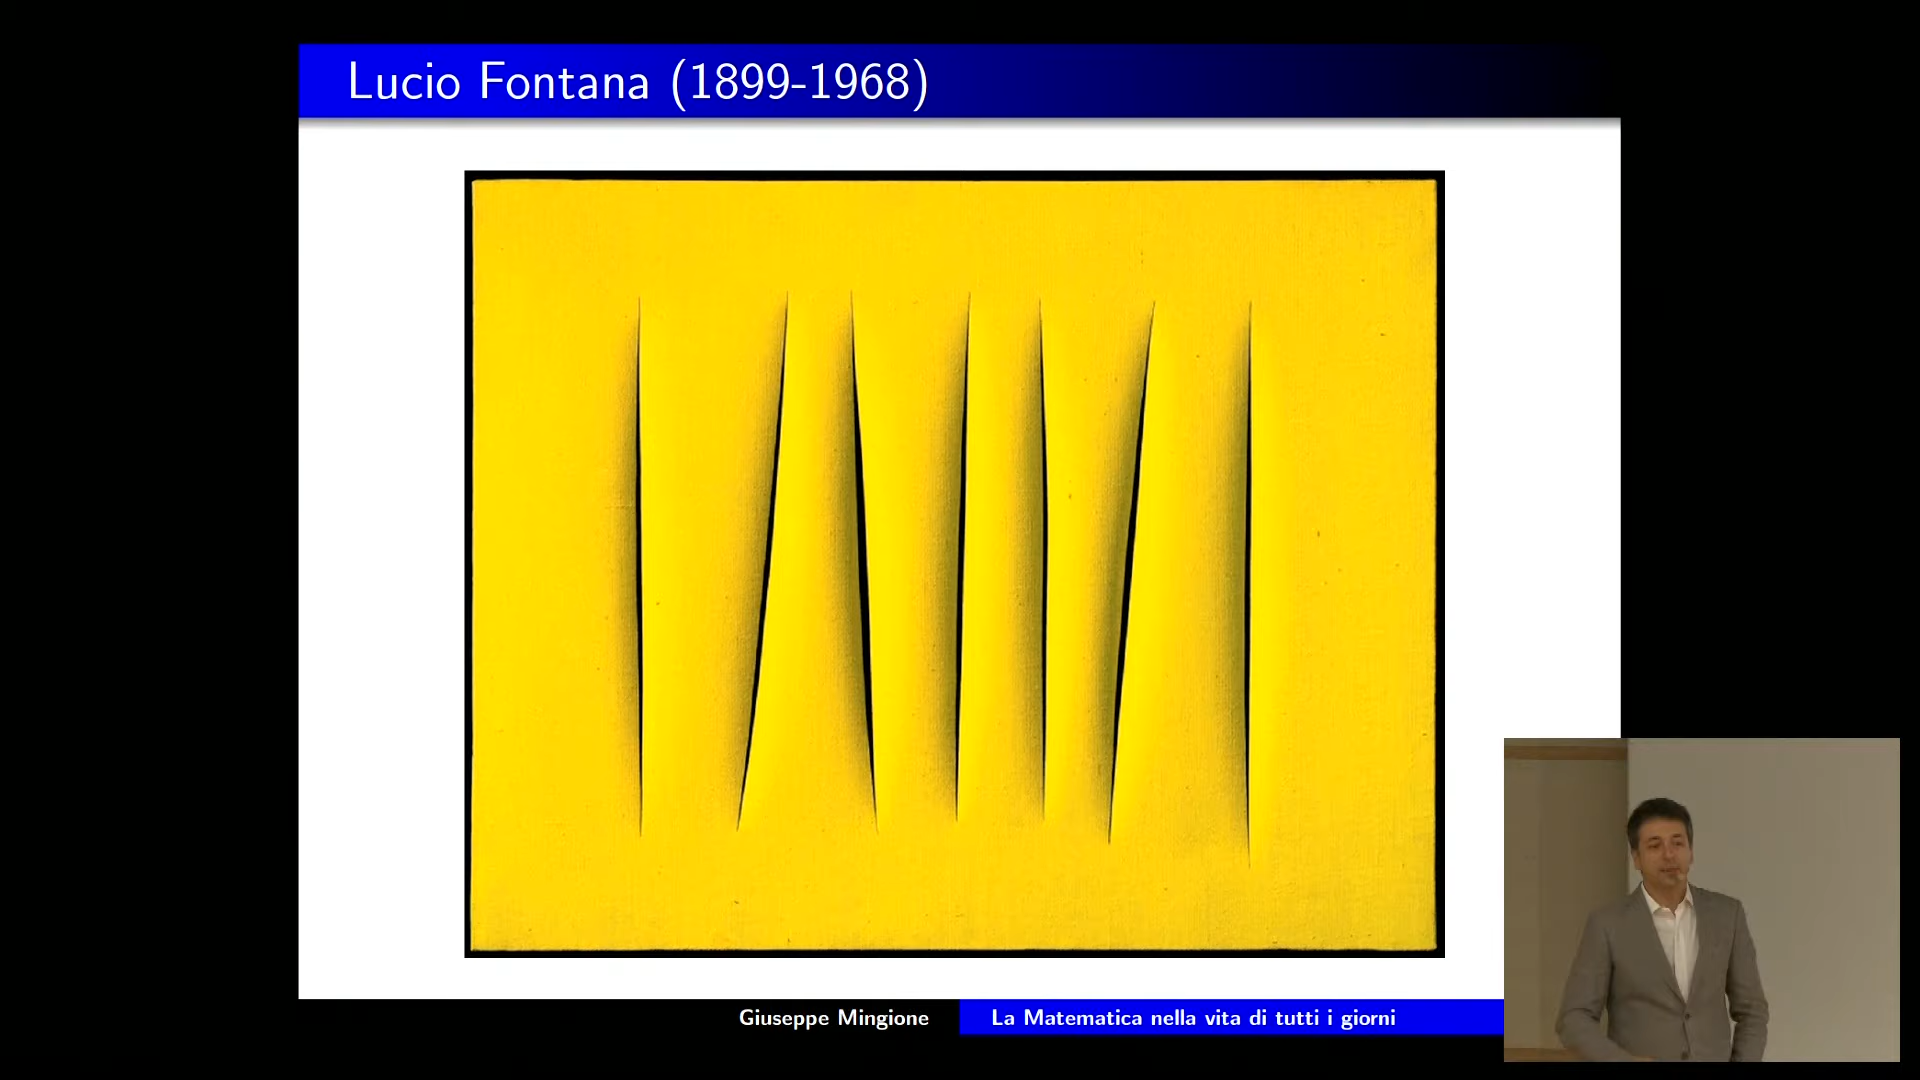 Lucio Fontana (1899-1968)
Giuseppe Mingione
La Matematica nella vita di tutti i giorni